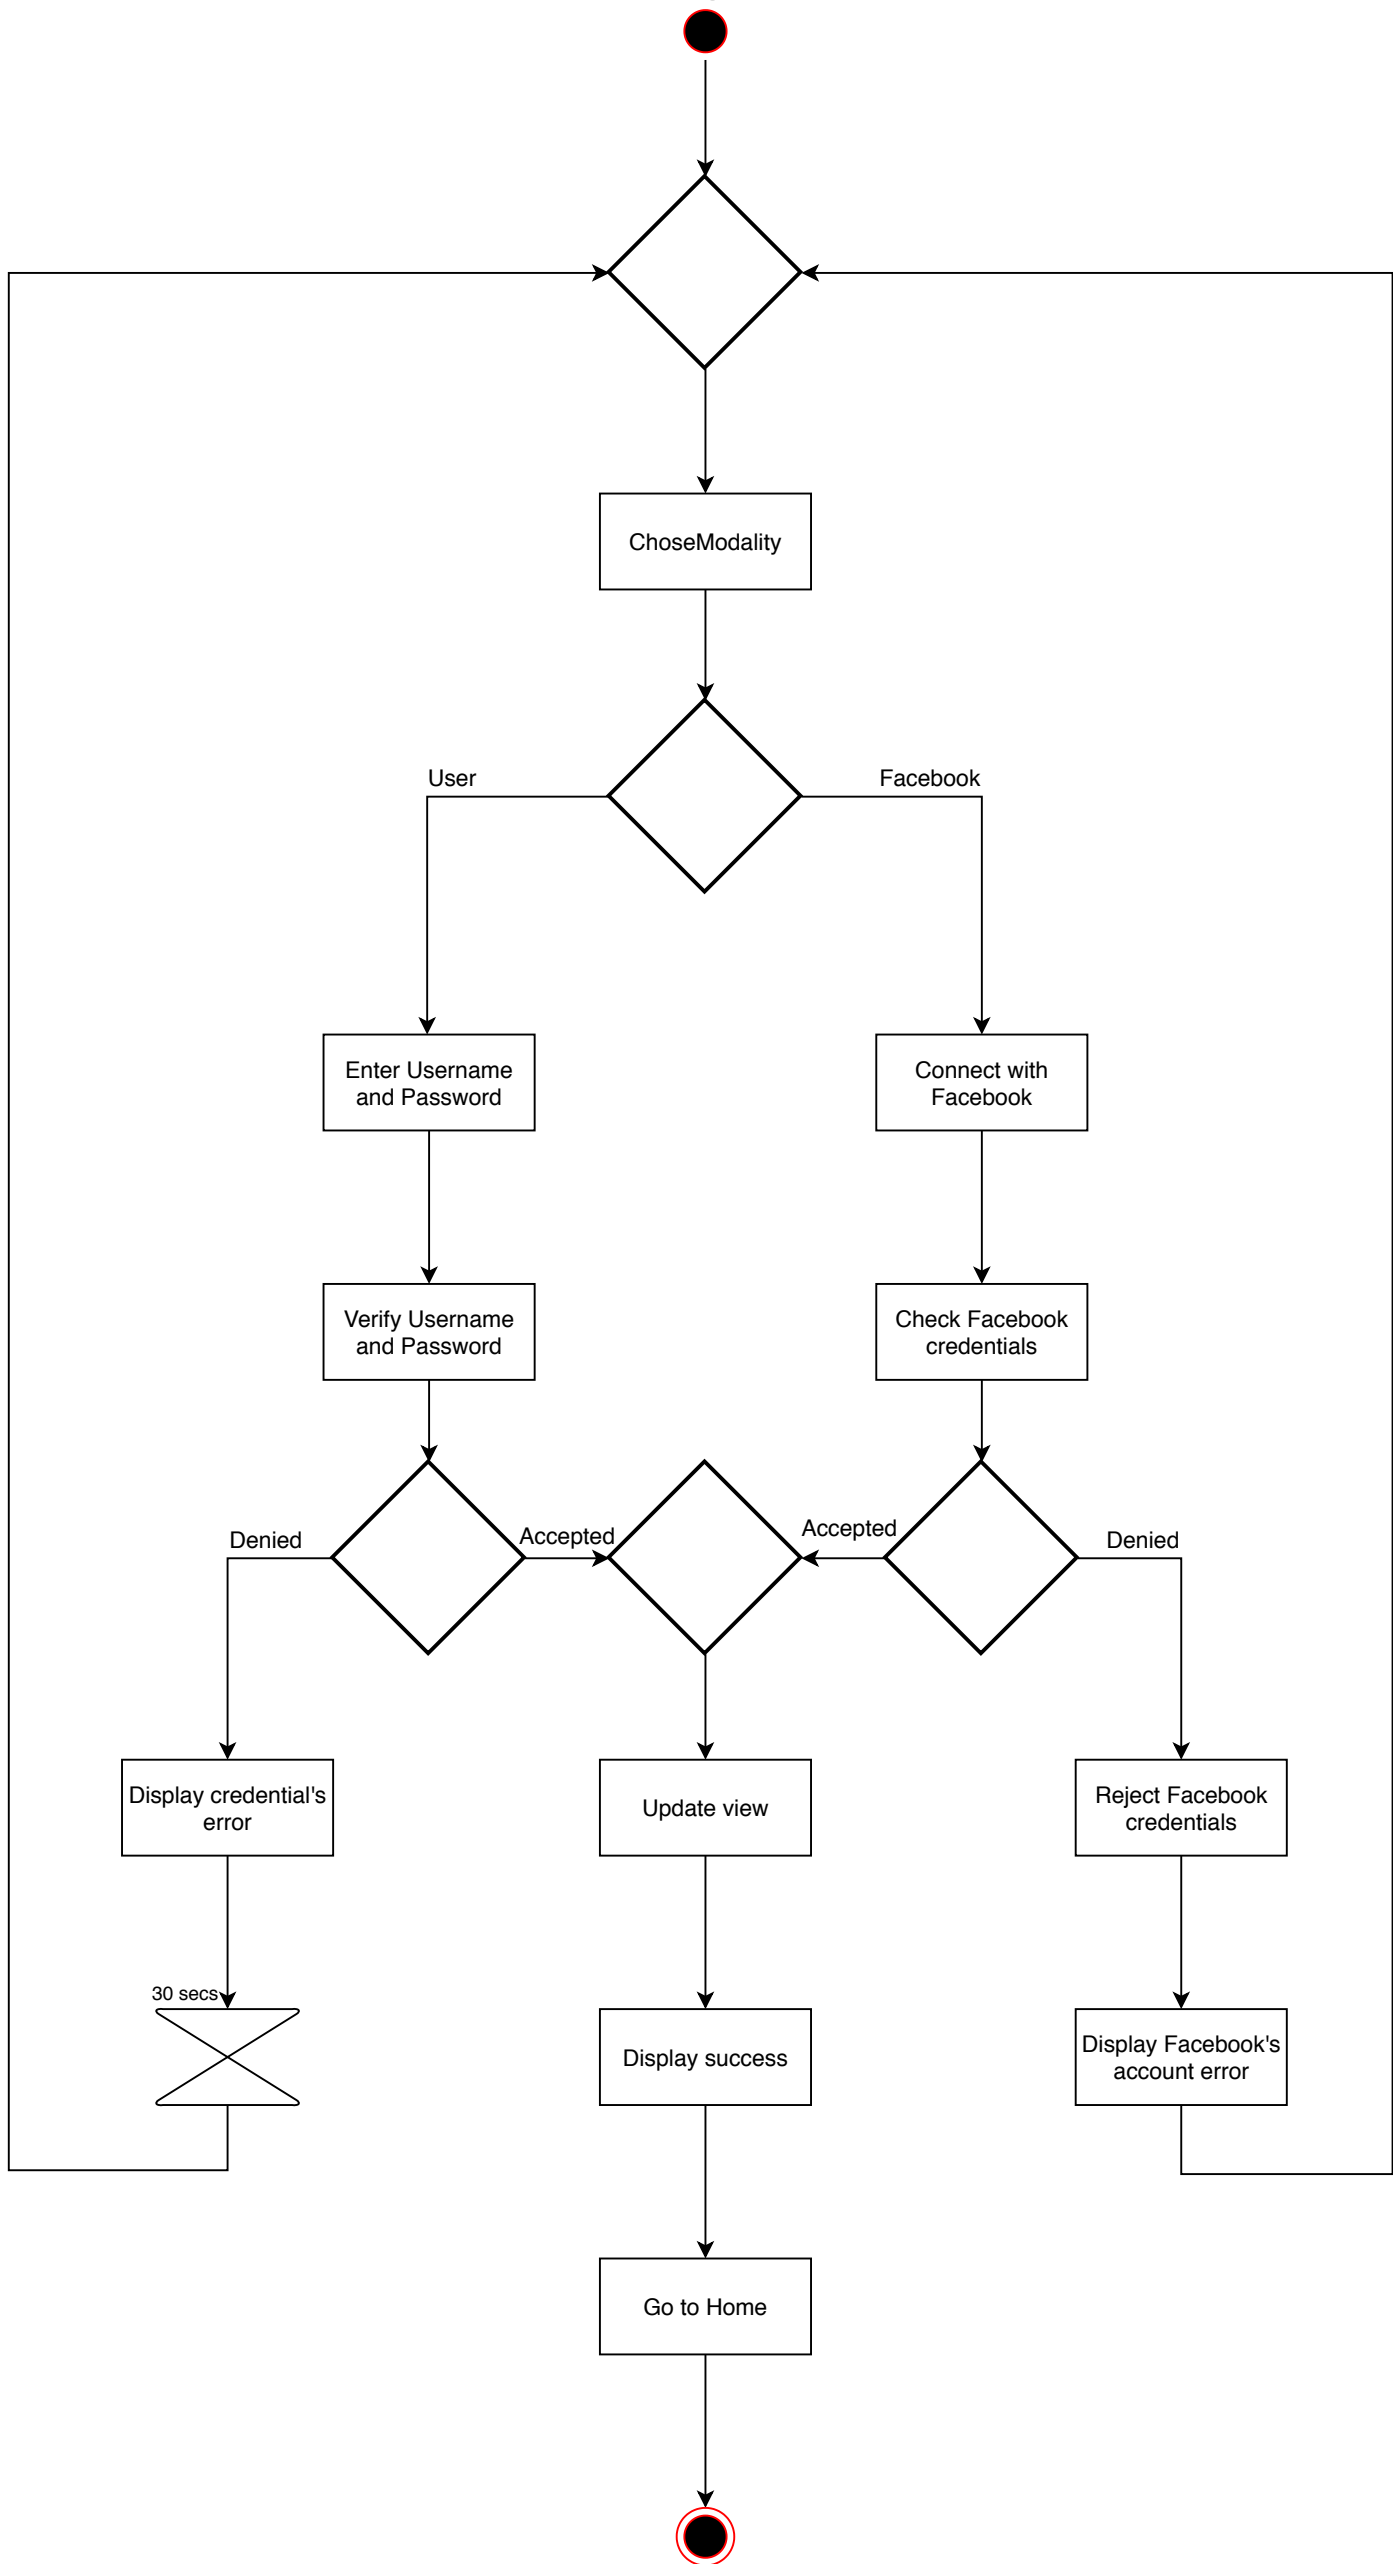 ChoseModality
User
Facebook
Enter Username
and Password
Connect with
Facebook
Verify Username
and Password
Check Facebook
credentials
Denied
Accepted
Accepted
Denied
Display credential's
error
Update view
Reject Facebook
credentials
30 secs
Display success
Display Facebook's
account error
Go to Home